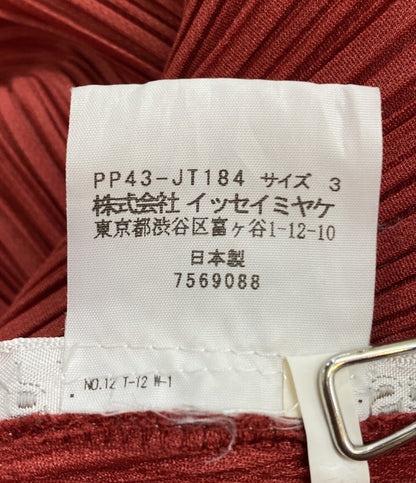 PP43-JT184 サイズ 3
株式会社 イッセイミヤケ
東京都渋谷区富ヶ谷1-12-10
日本製
7569088
NO.12 T-12 W-1